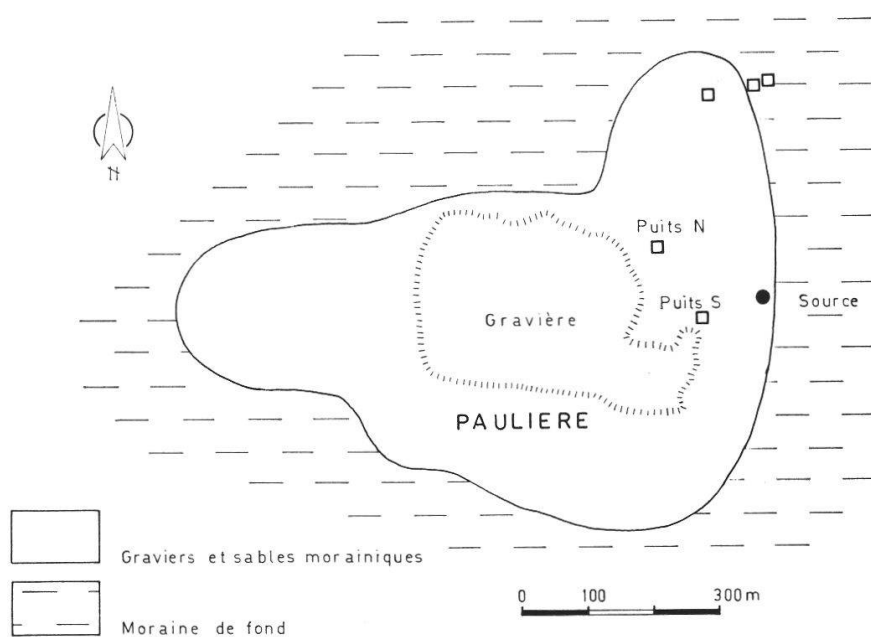 N
Puits N
Puits S
Source
Gravière
PAULIERE
Graviers et sables morainiques
Moraine de fond
0 100 300 m